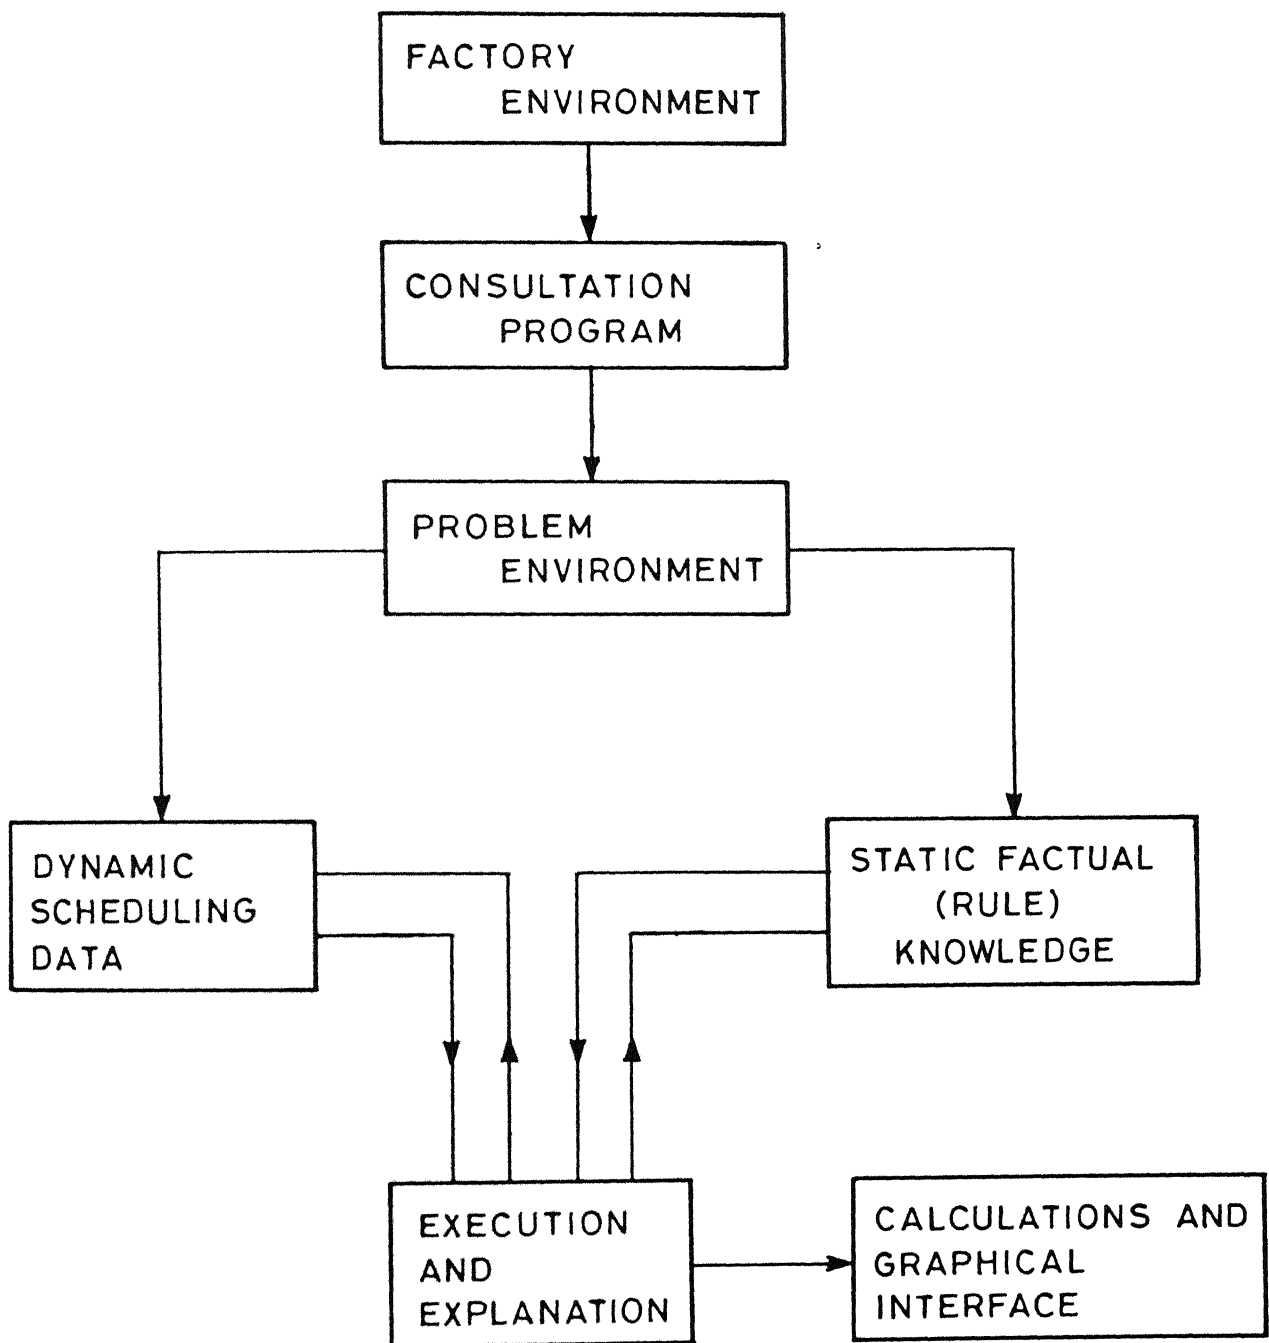 FACTORY
ENVIRONMENT
CONSULTATION
PROGRAM
PROBLEM
ENVIRONMENT
DYNAMIC
SCHEDULING
DATA
STATIC FACTUAL
(RULE)
KNOWLEDGE
EXECUTION
AND
EXPLANATION
CALCULATIONS AND
GRAPHICAL
INTERFACE